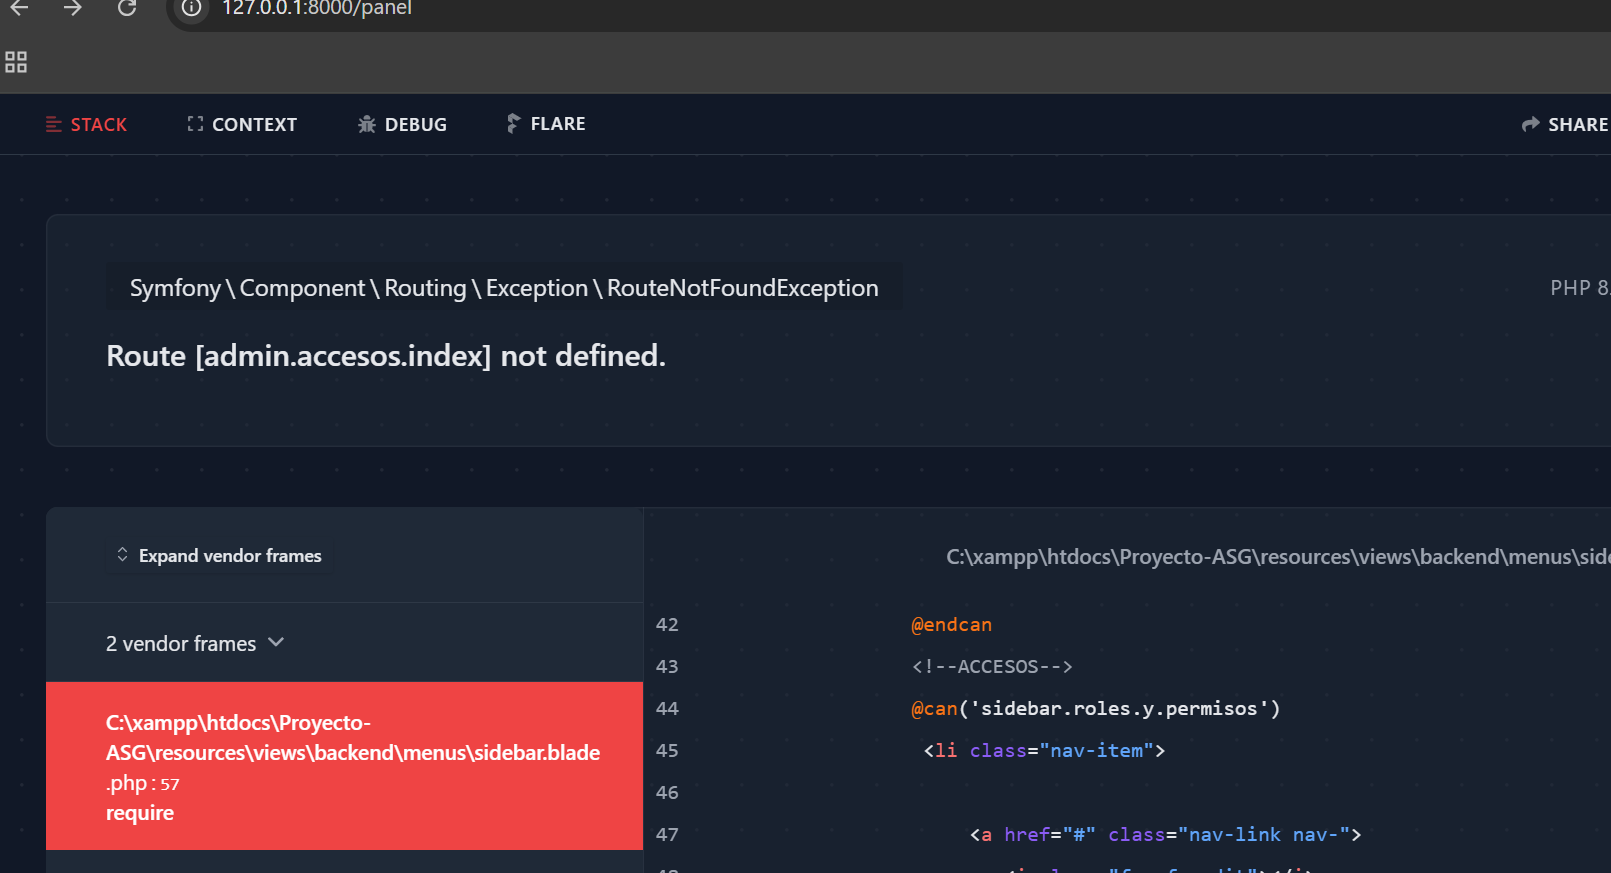 127.0.0.1:8000/panel
STACK CONTEXT DEBUG FLARE SHARE
Symfony\Component\Routing\Exception\RouteNotFoundException
PHP 8.
Route [admin.accesos.index] not defined.
Expand vendor frames
C:\xampp\htdocs\Proyecto-ASG\resources\views\backend\menus\side
2 vendor frames
C:\xampp\htdocs\Proyecto-
ASG\resources\views\backend\menus\sidebar.blade
.php : 57
require
42 @endcan
43 <!--ACCESOS-->
44 @can('sidebar.roles.y.permisos')
45 <li class="nav-item">
46
47 <a href="#" class="nav-link nav-">